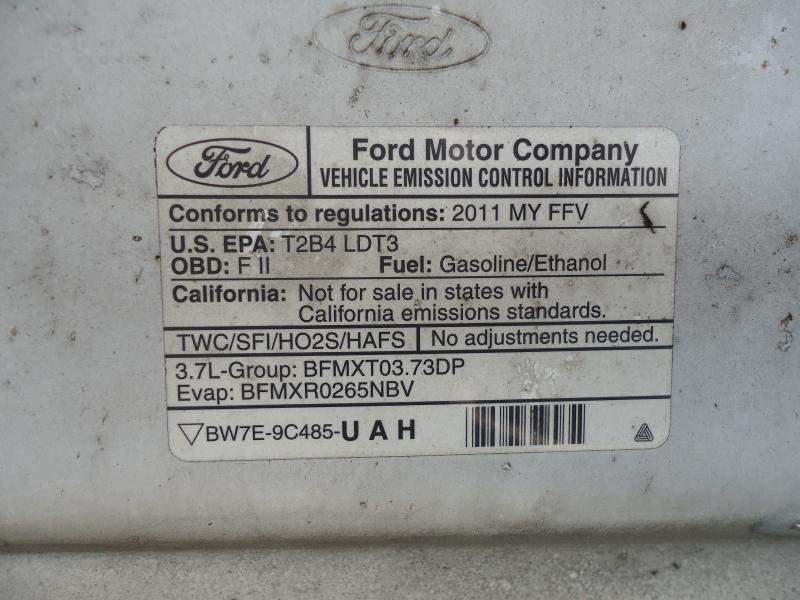 Ford
Ford
Ford Motor Company
VEHICLE EMISSION CONTROL INFORMATION
Conforms to regulations: 2011 MY FFV
U.S. EPA: T2B4 LDT3
OBD: F II Fuel: Gasoline/Ethanol
California: Not for sale in states with
California emissions standards.
TWC/SFI/HO2S/HAFS No adjustments needed.
3.7L-Group: BFMXT03.73DP
Evap: BFMXR0265NBV
BW7E-9C485-UAH